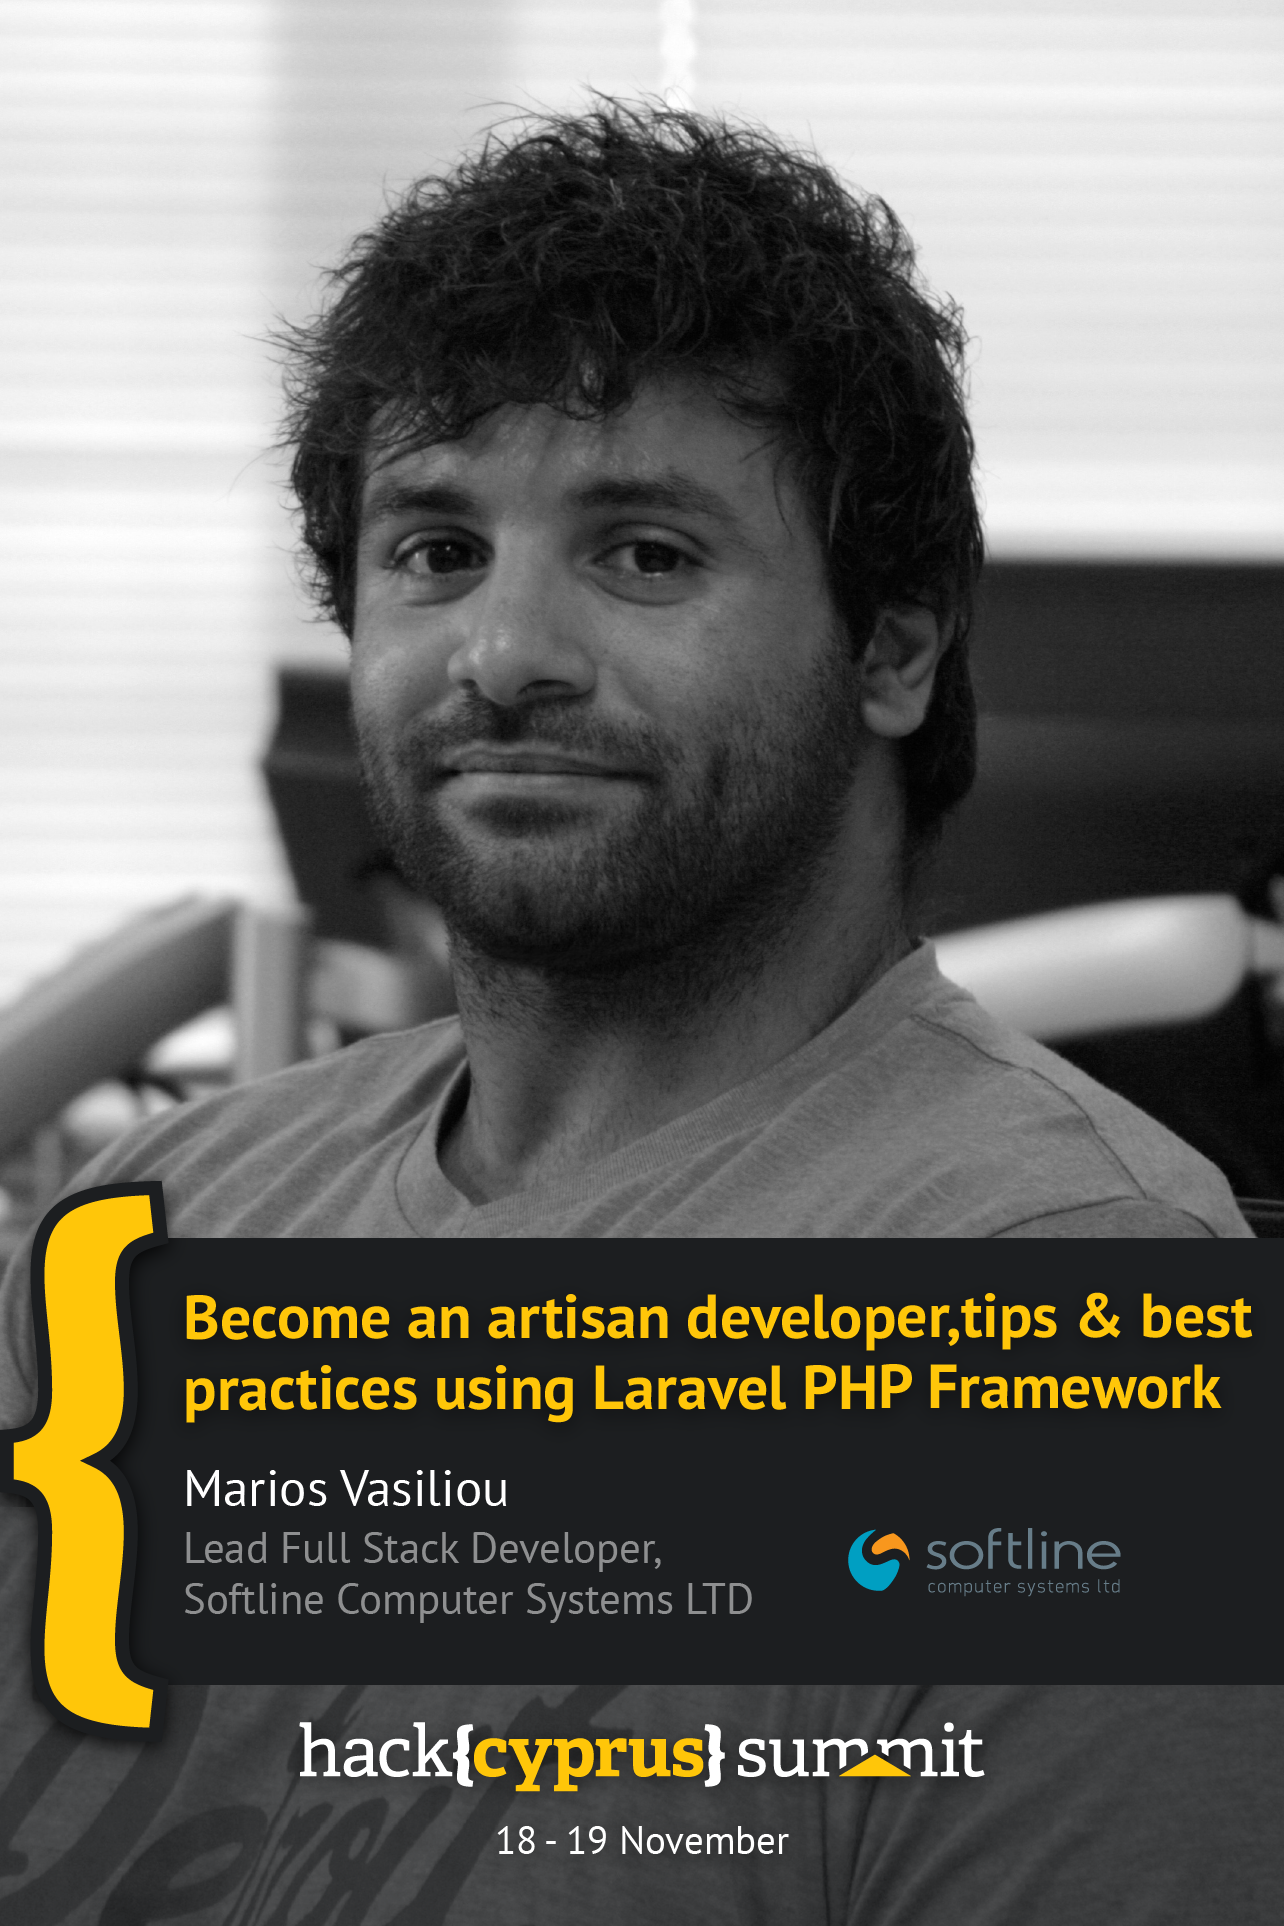 Become an artisan developer,tips & best
practices using Laravel PHP Framework
Marios Vasiliou
Lead Full Stack Developer,
Softline Computer Systems LTD
softline
computer systems ltd
hack{cyprus}summit
18 - 19 November